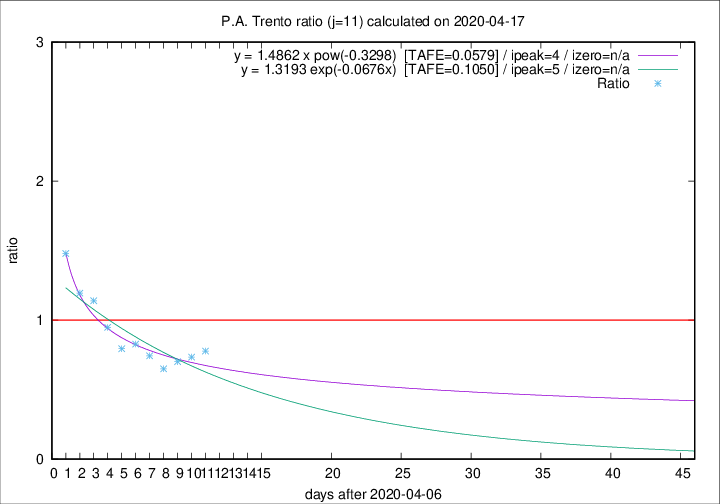 P.A. Trento ratio (j=11) calculated on 2020-04-17
y = 1.4862 x pow(-0.3298)  [TAFE=0.0579] / ipeak=4 / izero=n/a
y = 1.3193 exp(-0.0676x)  [TAFE=0.1050] / ipeak=5 / izero=n/a
Ratio
3
2
1
0
ratio
0 1 2 3 4 5 6 7 8 9 10 11 12 13 14 15 20 25 30 35 40 45
days after 2020-04-06